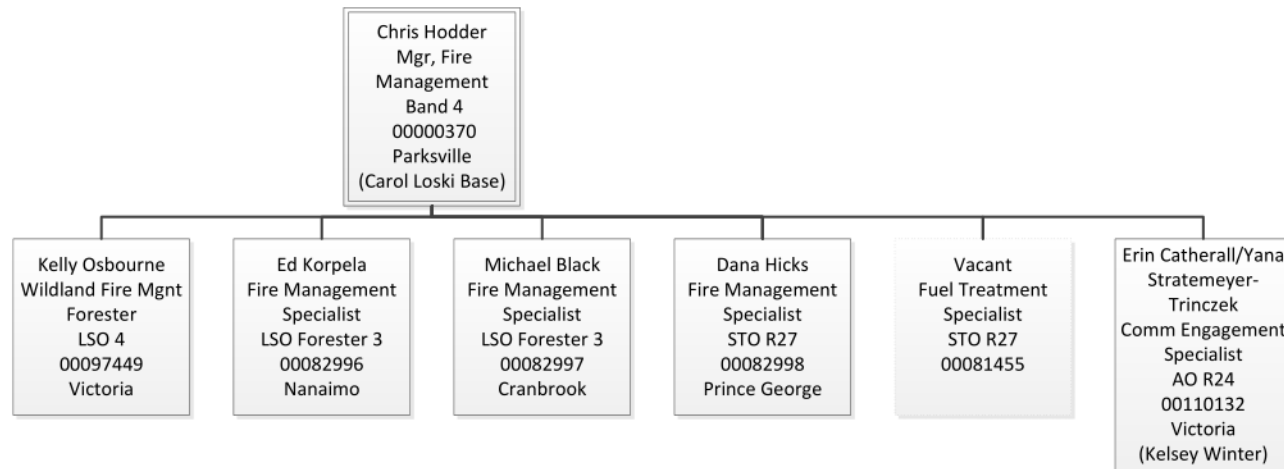 Chris Hodder
Mgr, Fire
Management
Band 4
00000370
Parksville
(Carol Loski Base)
Kelly Osbourne
Wildland Fire Mgnt
Forester
LSO 4
00097449
Victoria
Ed Korpela
Fire Management
Specialist
LSO Forester 3
00082996
Nanaimo
Michael Black
Fire Management
Specialist
LSO Forester 3
00082997
Cranbrook
Dana Hicks
Fire Management
Specialist
STO R27
00082998
Prince George
Vacant
Fuel Treatment
Specialist
STO R27
00081455
Erin Catherall/Yana
Stratemeyer-
Trinczek
Comm Engagement
Specialist
AO R24
00110132
Victoria
(Kelsey Winter)